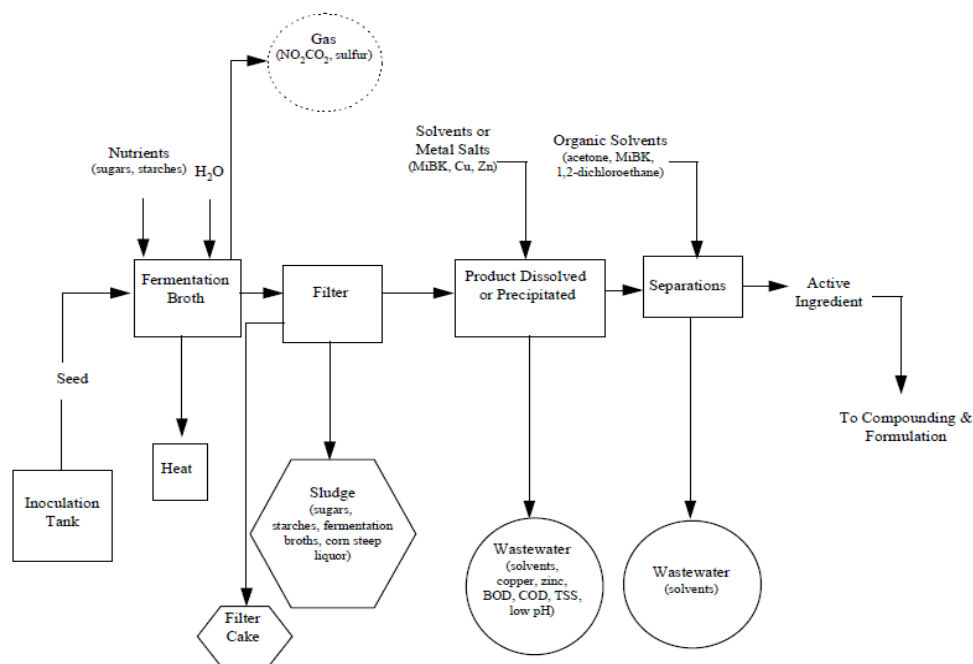 Gas
(NO₂CO₂, sulfur)
Nutrients
(sugars, starches)
H₂O
Solvents or
Metal Salts
(MiBK, Cu, Zn)
Organic Solvents
(acetone, MiBK,
1,2-dichloroethane)
Fermentation
Broth
Filter
Product Dissolved
or Precipitated
Separations
Active
Ingredient
Seed
To Compounding &
Formulation
Heat
Inoculation
Tank
Sludge
(sugars,
starches, fermentation
broths, corn steep
liquor)
Wastewater
(solvents,
copper, zinc,
BOD, COD, TSS,
low pH)
Wastewater
(solvents)
Filter
Cake